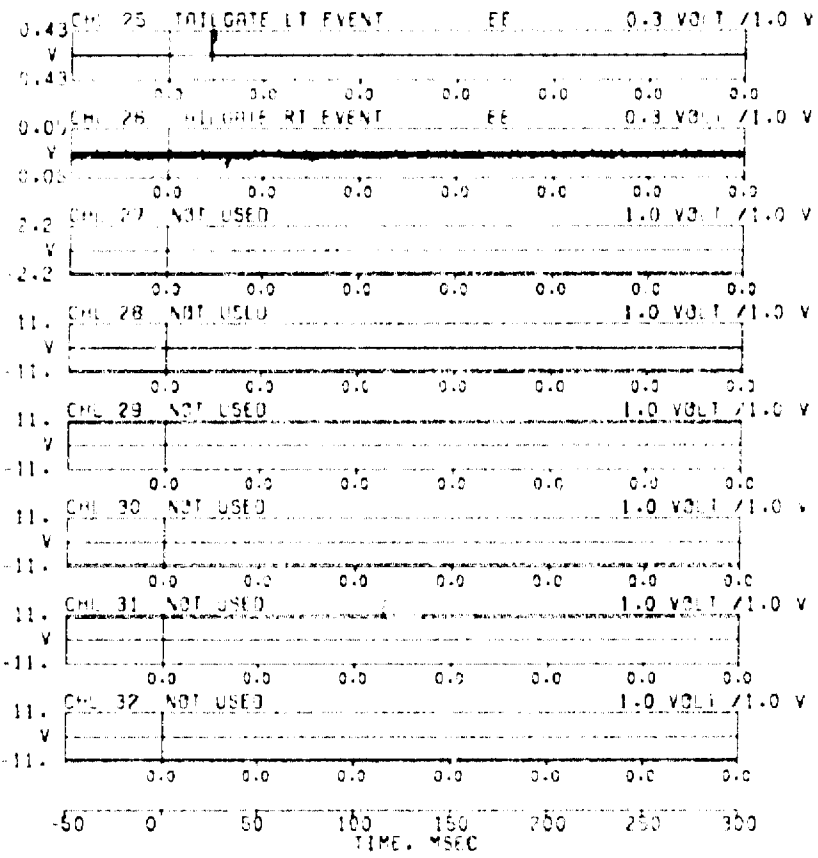 0.43 CHL 25 TAILGATE LT EVENT EE 0.3 VOLT /1.0 V
V
0.43
0.0 0.0 0.0 0.0 0.0 0.0 0.0
0.05 CHL 26 TAILGATE RT EVENT EE 0.3 VOLT /1.0 V
V
0.05
0.0 0.0 0.0 0.0 0.0 0.0 0.0
2.2 CHL 27 NOT USED 1.0 VOLT /1.0 V
V
-2.2
0.0 0.0 0.0 0.0 0.0 0.0 0.0
11. CHL 28 NOT USED 1.0 VOLT /1.0 V
V
-11.
0.0 0.0 0.0 0.0 0.0 0.0 0.0
11. CHL 29 NOT USED 1.0 VOLT /1.0 V
V
-11.
0.0 0.0 0.0 0.0 0.0 0.0 0.0
11. CHL 30 NOT USED 1.0 VOLT /1.0 V
V
-11.
0.0 0.0 0.0 0.0 0.0 0.0 0.0
11. CHL 31 NOT USED 1.0 VOLT /1.0 V
V
-11.
0.0 0.0 0.0 0.0 0.0 0.0 0.0
11. CHL 32 NOT USED 1.0 VOLT /1.0 V
V
-11.
0.0 0.0 0.0 0.0 0.0 0.0 0.0
-50 0 50 100 150 200 250 300
TIME, MSEC